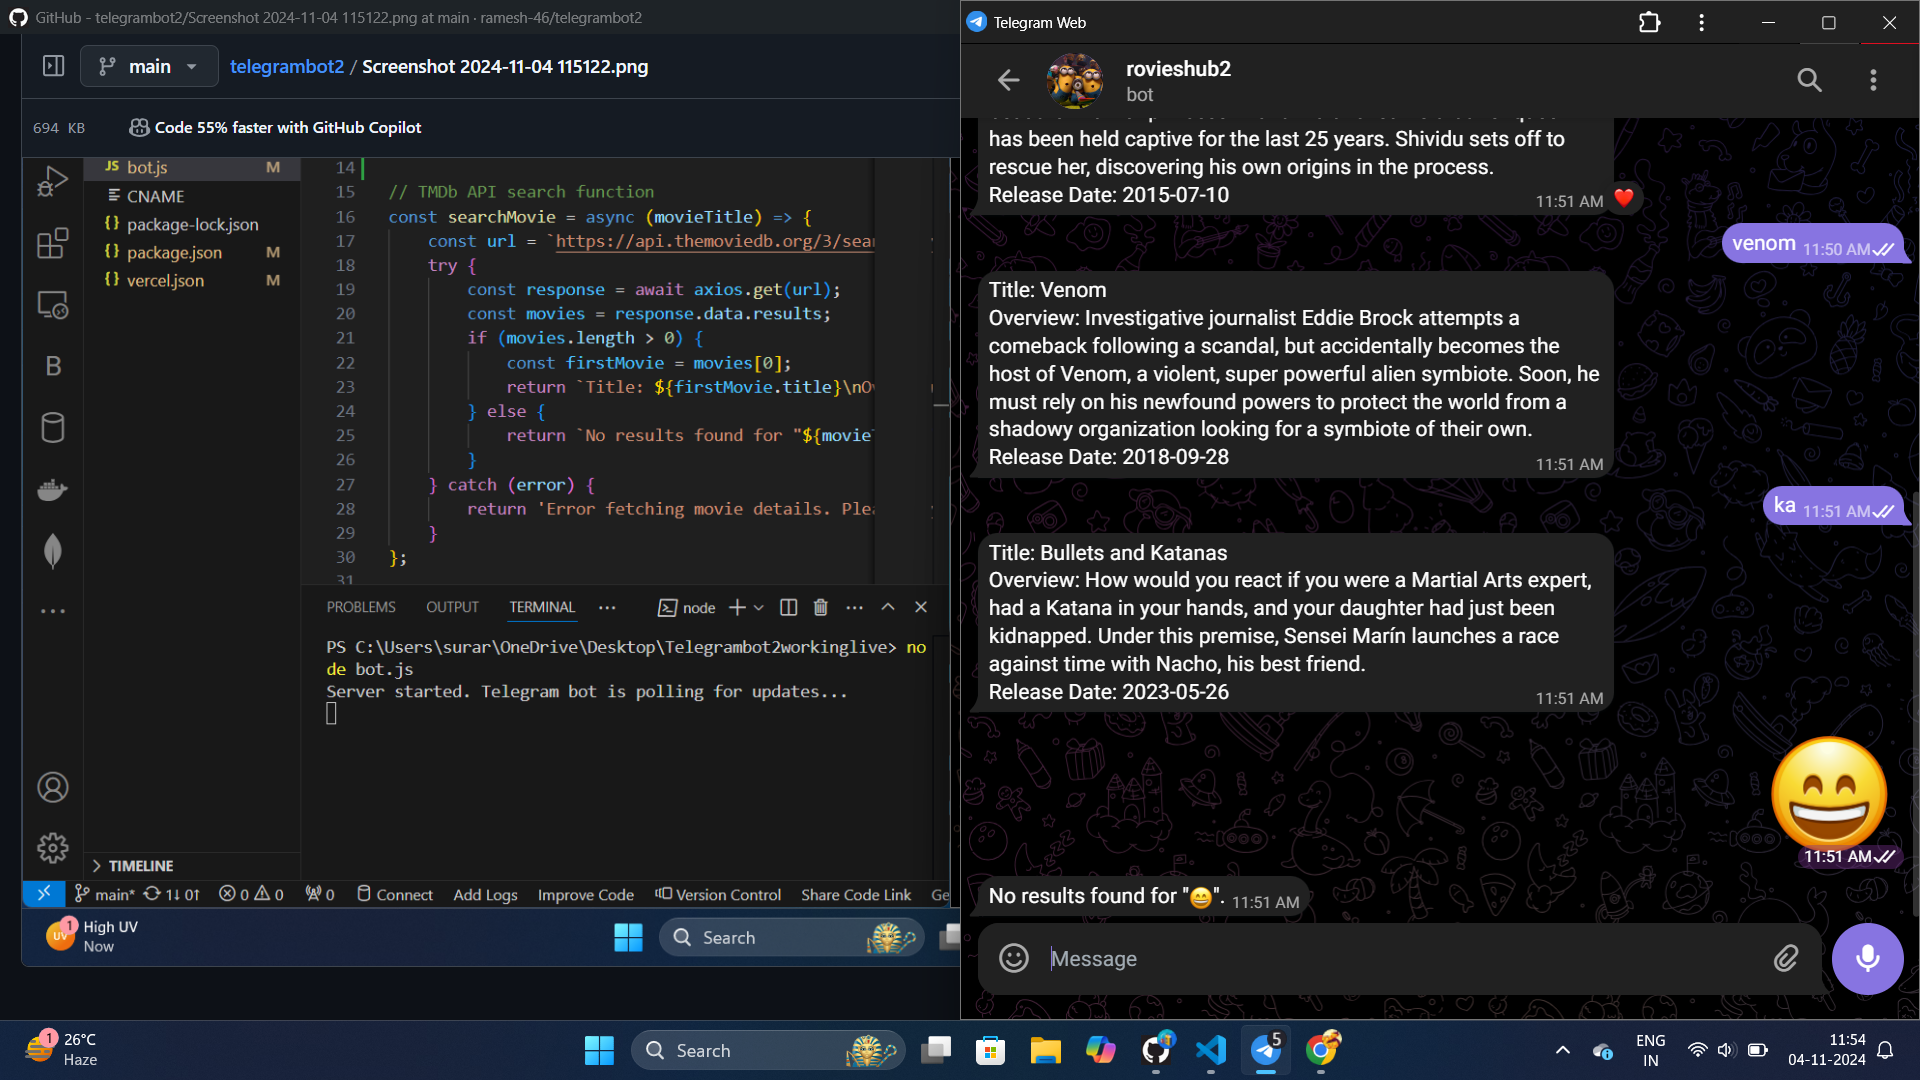 GitHub - telegrambot2/Screenshot 2024-11-04 115122.png at main · ramesh-46/telegrambot2
main
telegrambot2 / Screenshot 2024-11-04 115122.png
694 KB
Code 55% faster with GitHub Copilot
JS bot.js M
CNAME
{} package-lock.json
{} package.json M
{} vercel.json M
B
TIMELINE
14
15 // TMDb API search function
16 const searchMovie = async (movieTitle) => {
17 const url = `https://api.themoviedb.org/3/sear
18 try {
19 const response = await axios.get(url);
20 const movies = response.data.results;
21 if (movies.length > 0) {
22 const firstMovie = movies[0];
23 return `Title: ${firstMovie.title}\nOv
24 } else {
25 return `No results found for "${movieT
26 }
27 } catch (error) {
28 return 'Error fetching movie details. Plea
29 }
30 };
31
PROBLEMS OUTPUT TERMINAL ··· node
PS C:\Users\surar\OneDrive\Desktop\Telegrambot2workinglive> no
de bot.js
Server started. Telegram bot is polling for updates...
main* 1↓ 0↑ 0 0 0 Connect Add Logs Improve Code Version Control Share Code Link Ge
UV 1 High UV
Now
Search
Telegram Web
rovieshub2
bot
has been held captive for the last 25 years. Shividu sets off to
rescue her, discovering his own origins in the process.
Release Date: 2015-07-10
11:51 AM
venom 11:50 AM
Title: Venom
Overview: Investigative journalist Eddie Brock attempts a
comeback following a scandal, but accidentally becomes the
host of Venom, a violent, super powerful alien symbiote. Soon, he
must rely on his newfound powers to protect the world from a
shadowy organization looking for a symbiote of their own.
Release Date: 2018-09-28
11:51 AM
ka 11:51 AM
Title: Bullets and Katanas
Overview: How would you react if you were a Martial Arts expert,
had a Katana in your hands, and your daughter had just been
kidnapped. Under this premise, Sensei Marín launches a race
against time with Nacho, his best friend.
Release Date: 2023-05-26
11:51 AM
11:51 AM
No results found for "😄". 11:51 AM
Message
1 26°C
Haze
Search
5
ENG
IN
11:54
04-11-2024